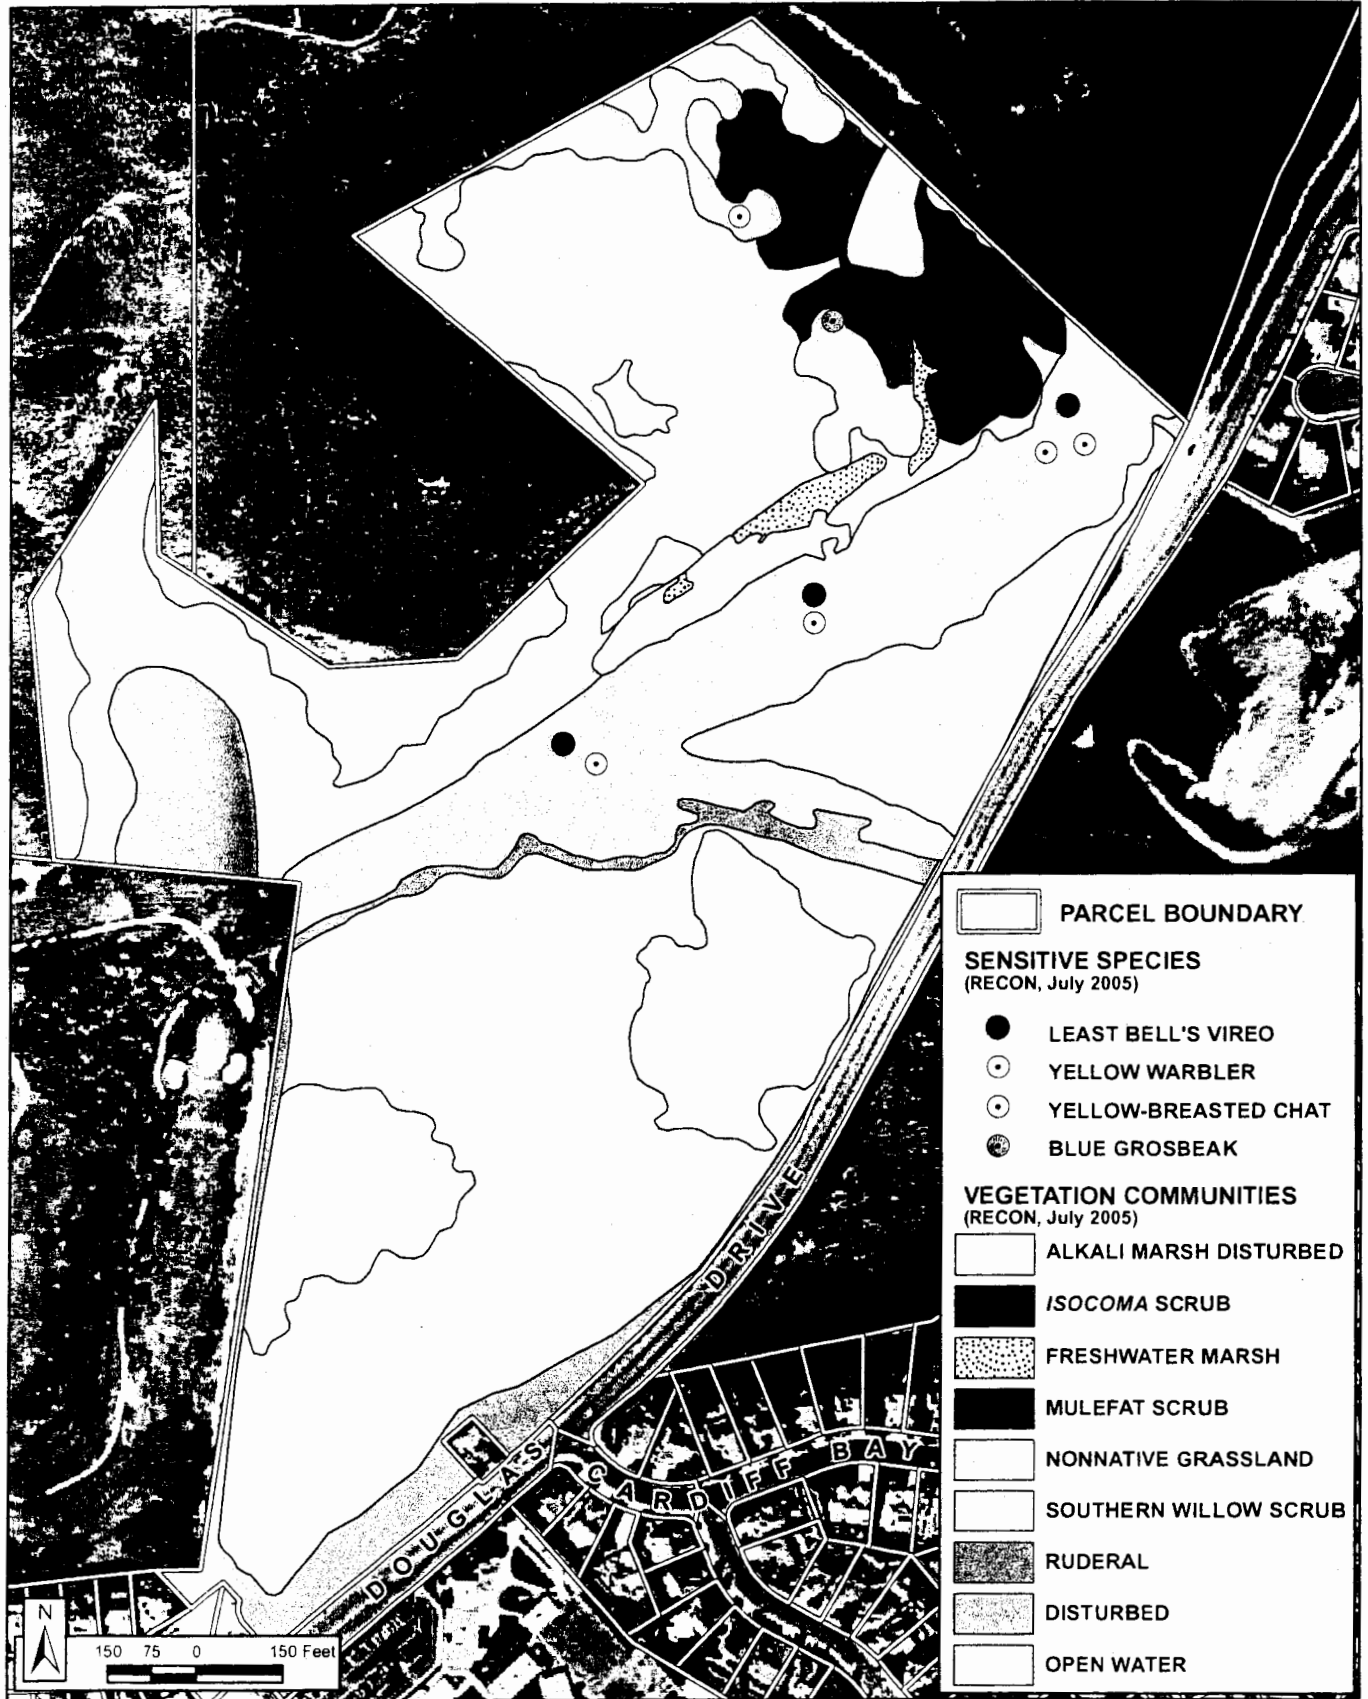 DRIVE
DOUGLAS
CARDIFF BAY
N
150 75 0 150 Feet
PARCEL BOUNDARY
SENSITIVE SPECIES
(RECON, July 2005)
LEAST BELL'S VIREO
YELLOW WARBLER
YELLOW-BREASTED CHAT
BLUE GROSBEAK
VEGETATION COMMUNITIES
(RECON, July 2005)
ALKALI MARSH DISTURBED
ISOCOMA SCRUB
FRESHWATER MARSH
MULEFAT SCRUB
NONNATIVE GRASSLAND
SOUTHERN WILLOW SCRUB
RUDERAL
DISTURBED
OPEN WATER